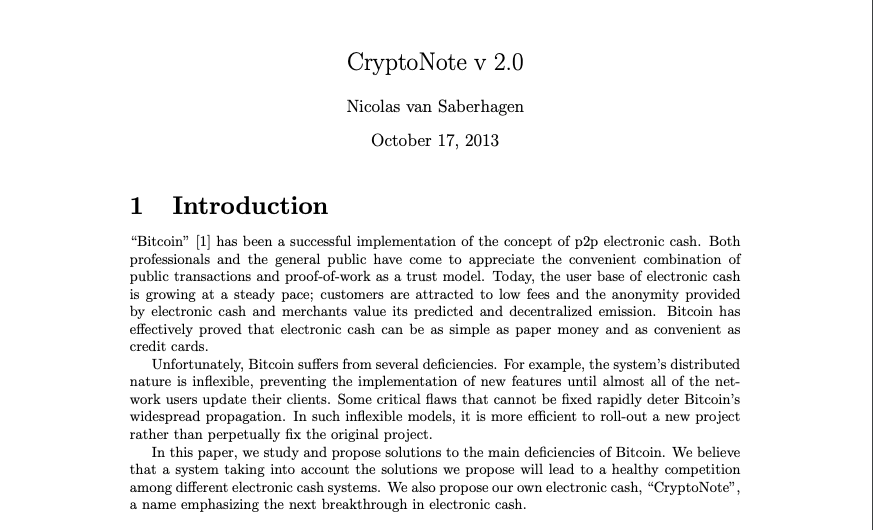 CryptoNote v 2.0
Nicolas van Saberhagen
October 17, 2013
1 Introduction
“Bitcoin” [1] has been a successful implementation of the concept of p2p electronic cash. Both
professionals and the general public have come to appreciate the convenient combination of
public transactions and proof-of-work as a trust model. Today, the user base of electronic cash
is growing at a steady pace; customers are attracted to low fees and the anonymity provided
by electronic cash and merchants value its predicted and decentralized emission. Bitcoin has
effectively proved that electronic cash can be as simple as paper money and as convenient as
credit cards.
Unfortunately, Bitcoin suffers from several deficiencies. For example, the system’s distributed
nature is inflexible, preventing the implementation of new features until almost all of the net-
work users update their clients. Some critical flaws that cannot be fixed rapidly deter Bitcoin’s
widespread propagation. In such inflexible models, it is more efficient to roll-out a new project
rather than perpetually fix the original project.
In this paper, we study and propose solutions to the main deficiencies of Bitcoin. We believe
that a system taking into account the solutions we propose will lead to a healthy competition
among different electronic cash systems. We also propose our own electronic cash, “CryptoNote”,
a name emphasizing the next breakthrough in electronic cash.